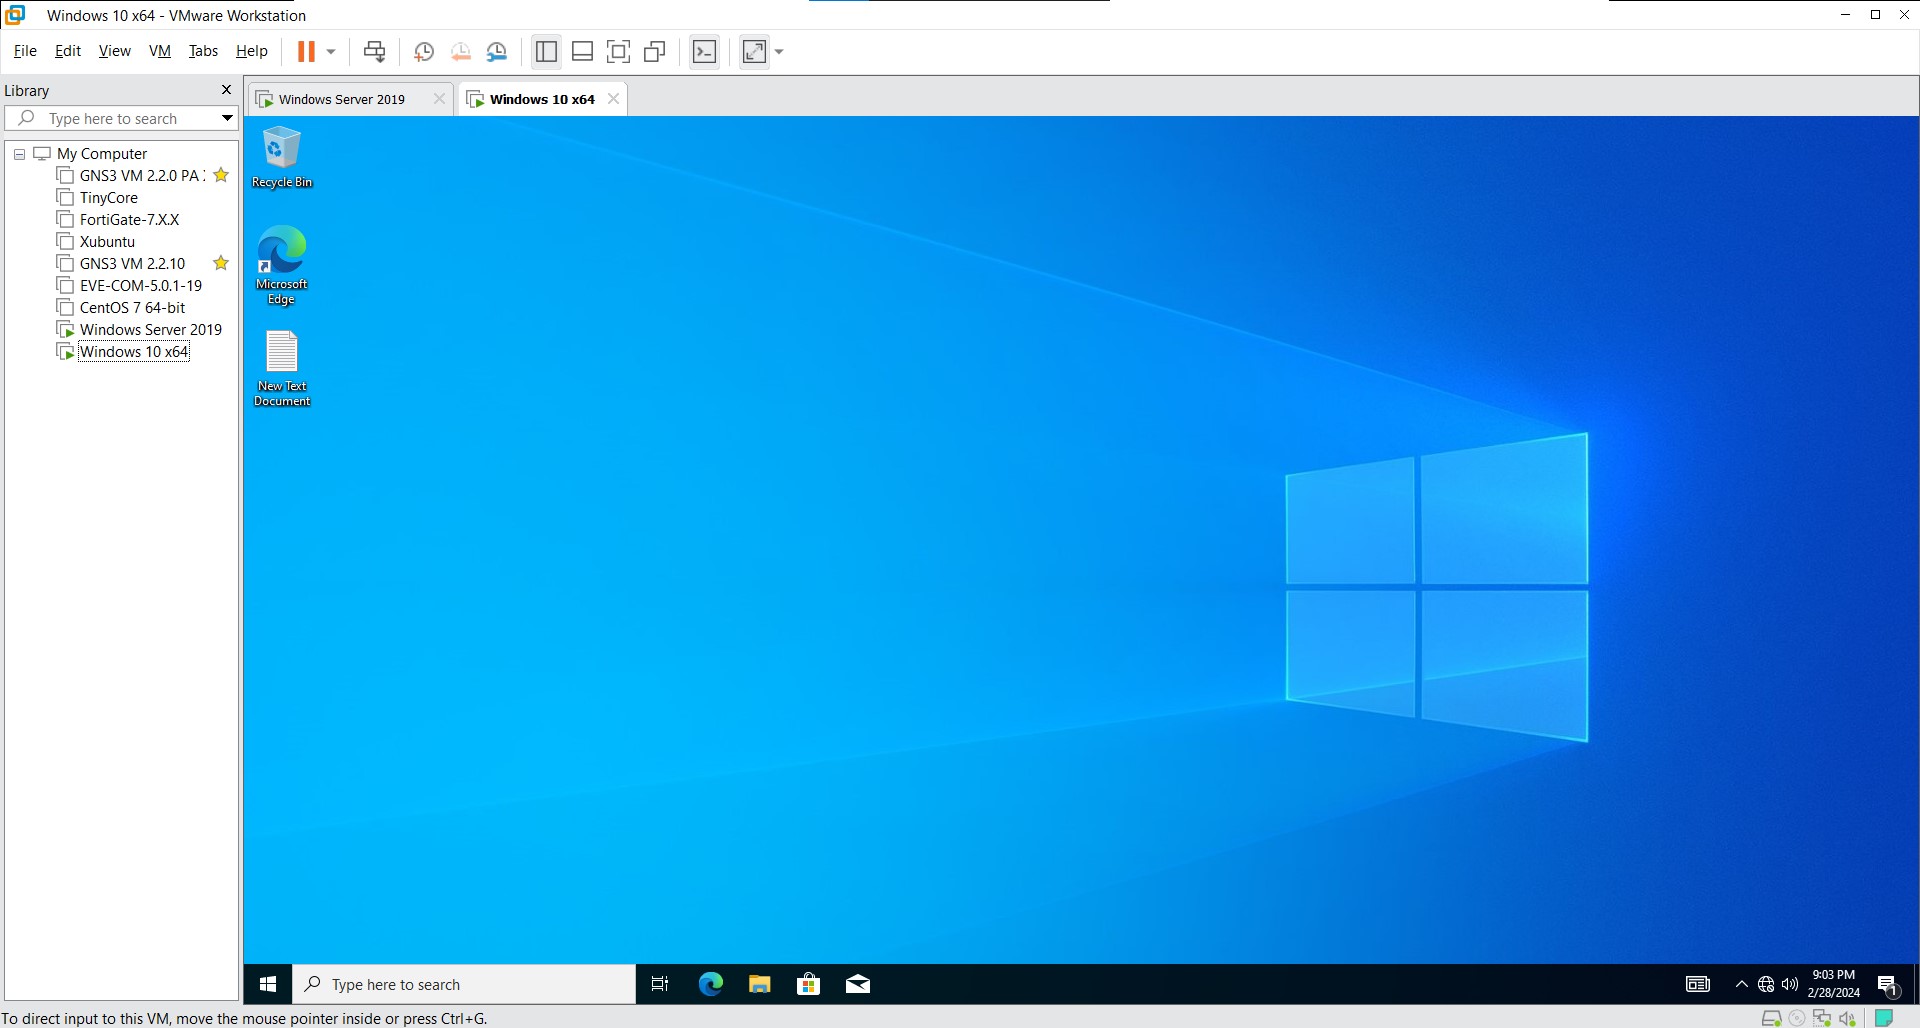 Windows 10 x64 - VMware Workstation
File Edit View VM Tabs Help
Library
Type here to search
My Computer
GNS3 VM 2.2.0 PA
TinyCore
FortiGate-7.X.X
Xubuntu
GNS3 VM 2.2.10
EVE-COM-5.0.1-19
CentOS 7 64-bit
Windows Server 2019
Windows 10 x64
Windows Server 2019
Windows 10 x64
Recycle Bin
Microsoft
Edge
New Text
Document
Type here to search
9:03 PM
2/28/2024
1
To direct input to this VM, move the mouse pointer inside or press Ctrl+G.